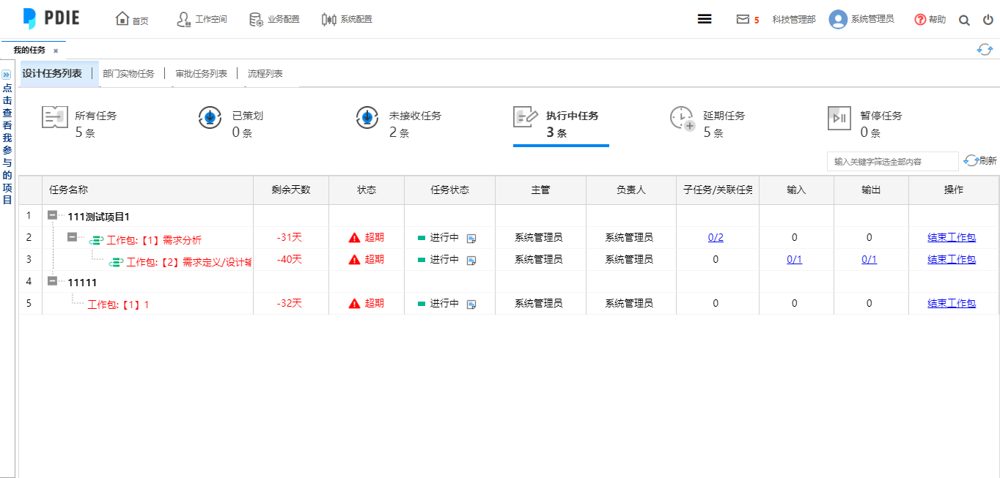 PDIE 首页 工作空间 业务配置 系统配置 5 科技管理部 系统管理员 帮助
我的任务 ×
点击查看我参与的项目
设计任务列表 部门实物任务 审批任务列表 流程列表
所有任务 已策划 未接收任务 执行中任务 延期任务 暂停任务
5 条 0 条 2 条 3 条 5 条 0 条
输入关键字筛选全部内容 刷新
任务名称 剩余天数 状态 任务状态 主管 负责人 子任务/关联任务 输入 输出 操作
1 111测试项目1
2 工作包:【1】需求分析 -31天 超期 进行中 系统管理员 系统管理员 0/2 0 0 结束工作包
3 工作包:【2】需求定义/设计输 -40天 超期 进行中 系统管理员 系统管理员 0 0/1 0/1 结束工作包
4 11111
5 工作包:【1】1 -32天 超期 进行中 系统管理员 系统管理员 0 0 0 结束工作包